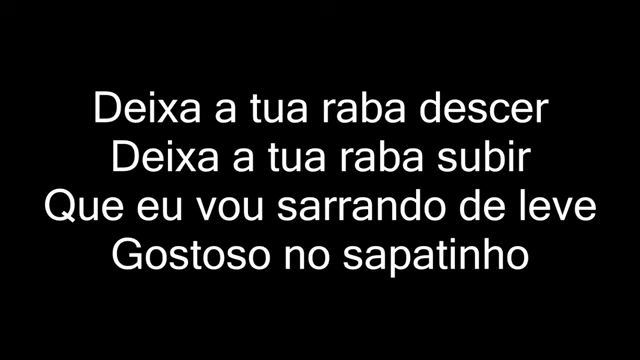 Deixa a tua raba descer
Deixa a tua raba subir
Que eu vou sarrando de leve
Gostoso no sapatinho